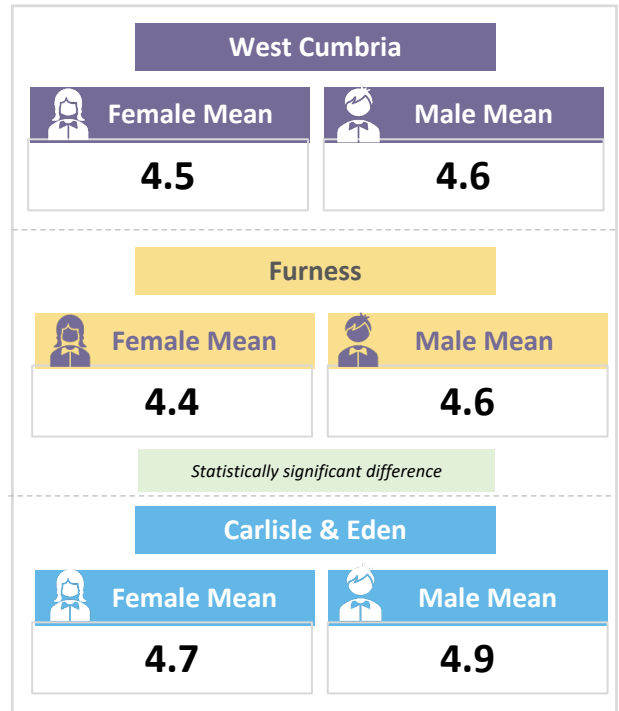 West Cumbria
Female Mean
Male Mean
4.5
4.6
Furness
Female Mean
Male Mean
4.4
4.6
Statistically significant difference
Carlisle & Eden
Female Mean
Male Mean
4.7
4.9